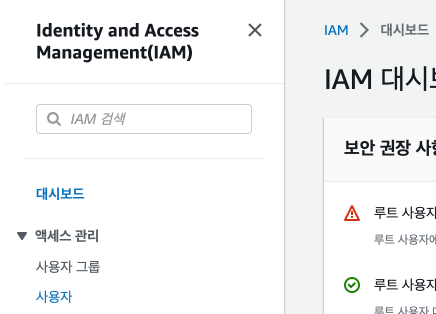 Identity and Access
Management(IAM)
IAM 검색
대시보드
액세스 관리
사용자 그룹
사용자
IAM > 대시보드
IAM 대시
보안 권장 사
루트 사용자
루트 사용자에
루트 사용자
루트 사용자